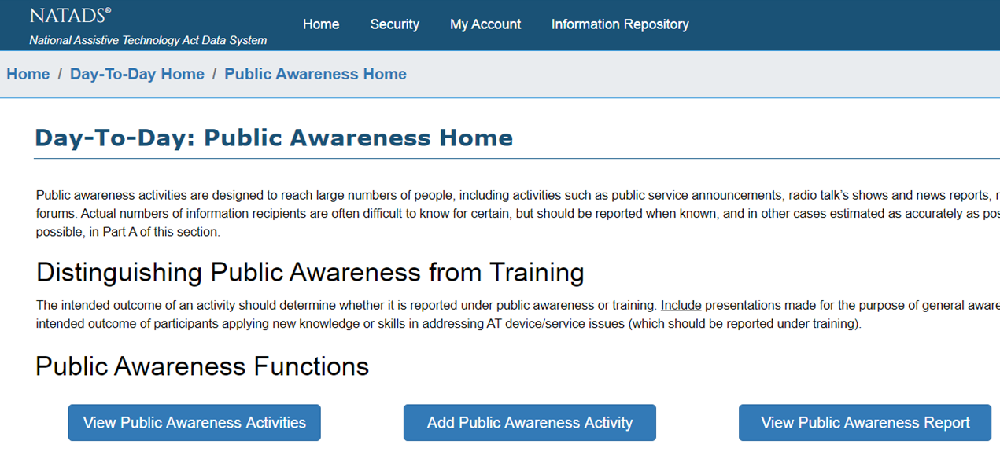 NATADS®
National Assistive Technology Act Data System
Home Security My Account Information Repository
Home / Day-To-Day Home / Public Awareness Home
Day-To-Day: Public Awareness Home
Public awareness activities are designed to reach large numbers of people, including activities such as public service announcements, radio talk's shows and news reports,
forums. Actual numbers of information recipients are often difficult to know for certain, but should be reported when known, and in other cases estimated as accurately as
possible, in Part A of this section.
Distinguishing Public Awareness from Training
The intended outcome of an activity should determine whether it is reported under public awareness or training. Include presentations made for the purpose of general
intended outcome of participants applying new knowledge or skills in addressing AT device/service issues (which should be reported under training).
Public Awareness Functions
View Public Awareness Activities Add Public Awareness Activity View Public Awareness Report